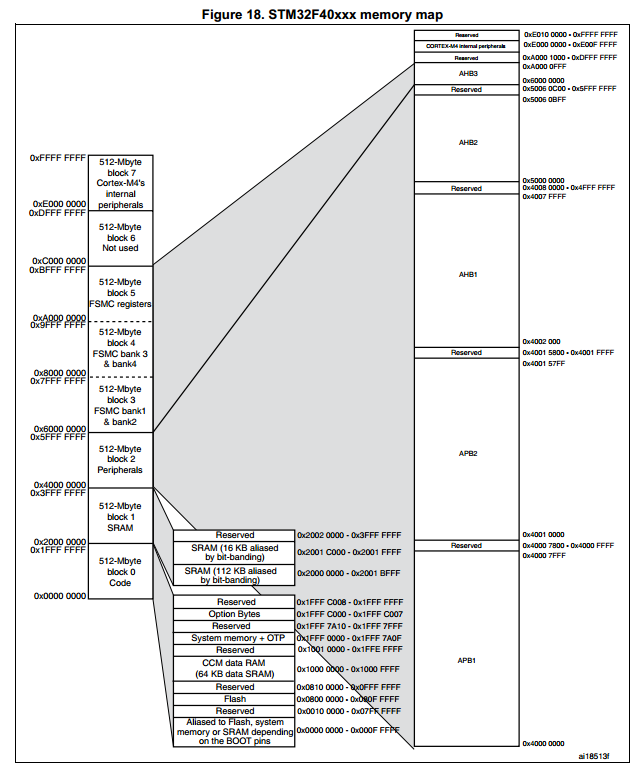 Figure 18. STM32F40xxx memory map
0xFFFF FFFF
512-Mbyte
block 7
Cortex-M4's
internal
peripherals
0xE000 0000
0xDFFF FFFF
512-Mbyte
block 6
Not used
0xC000 0000
0xBFFF FFFF
512-Mbyte
block 5
FSMC registers
0xA000 0000
0x9FFF FFFF
512-Mbyte
block 4
FSMC bank 3
& bank4
0x8000 0000
0x7FFF FFFF
512-Mbyte
block 3
FSMC bank1
& bank2
0x6000 0000
0x5FFF FFFF
512-Mbyte
block 2
Peripherals
0x4000 0000
0x3FFF FFFF
512-Mbyte
block 1
SRAM
0x2000 0000
0x1FFF FFFF
512-Mbyte
block 0
Code
0x0000 0000
Reserved 0x2002 0000 - 0x3FFF FFFF
SRAM (16 KB aliased
by bit-banding)
0x2001 C000 - 0x2001 FFFF
SRAM (112 KB aliased
by bit-banding)
0x2000 0000 - 0x2001 BFFF
Reserved 0x1FFF C008 - 0x1FFF FFFF
Option Bytes 0x1FFF C000 - 0x1FFF C007
Reserved 0x1FFF 7A10 - 0x1FFF 7FFF
System memory + OTP 0x1FFF 0000 - 0x1FFF 7A0F
Reserved 0x1001 0000 - 0x1FFE FFFF
CCM data RAM
(64 KB data SRAM)
0x1000 0000 - 0x1000 FFFF
Reserved 0x0810 0000 - 0x0FFF FFFF
Flash 0x0800 0000 - 0x080F FFFF
Reserved 0x0010 0000 - 0x07FF FFFF
Aliased to Flash, system
memory or SRAM depending
on the BOOT pins
0x0000 0000 - 0x000F FFFF
Reserved 0xE010 0000 - 0xFFFF FFFF
CORTEX-M4 internal peripherals 0xE000 0000 - 0xE00F FFFF
Reserved 0xA000 1000 - 0xDFFF FFFF
0xA000 0FFF
AHB3
0x6000 0000
Reserved 0x5006 0C00 - 0x5FFF FFFF
0x5006 0BFF
AHB2
0x5000 0000
Reserved 0x4008 0000 - 0x4FFF FFFF
0x4007 FFFF
AHB1
0x4002 000
Reserved 0x4001 5800 - 0x4001 FFFF
0x4001 57FF
APB2
0x4001 0000
Reserved 0x4000 7800 - 0x4000 FFFF
0x4000 7FFF
APB1
0x4000 0000
ai18513f